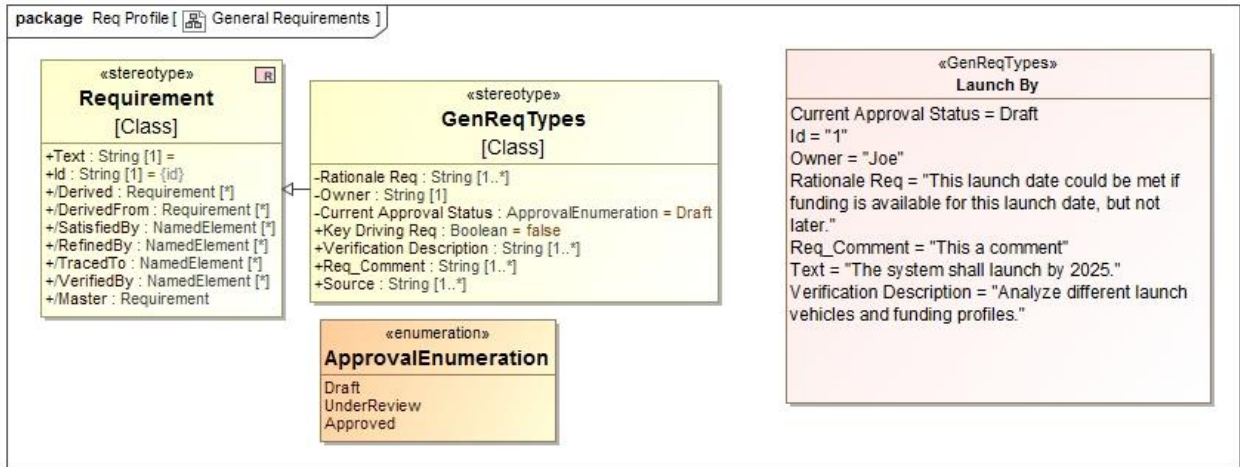 package Req Profile [ General Requirements ]
«stereotype» R
Requirement
[Class]
+Text : String [1] =
+Id : String [1] = {id}
+/Derived : Requirement [*]
+/DerivedFrom : Requirement [*]
+/SatisfiedBy : NamedElement [*]
+/RefinedBy : NamedElement [*]
+/TracedTo : NamedElement [*]
+/VerifiedBy : NamedElement [*]
+/Master : Requirement
«stereotype»
GenReqTypes
[Class]
-Rationale Req : String [1..*]
-Owner : String [1]
-Current Approval Status : ApprovalEnumeration = Draft
+Key Driving Req : Boolean = false
+Verification Description : String [1..*]
+Req_Comment : String [1..*]
+Source : String [1..*]
«enumeration»
ApprovalEnumeration
Draft
UnderReview
Approved
«GenReqTypes»
Launch By
Current Approval Status = Draft
Id = "1"
Owner = "Joe"
Rationale Req = "This launch date could be met if
funding is available for this launch date, but not
later."
Req_Comment = "This a comment"
Text = "The system shall launch by 2025."
Verification Description = "Analyze different launch
vehicles and funding profiles."